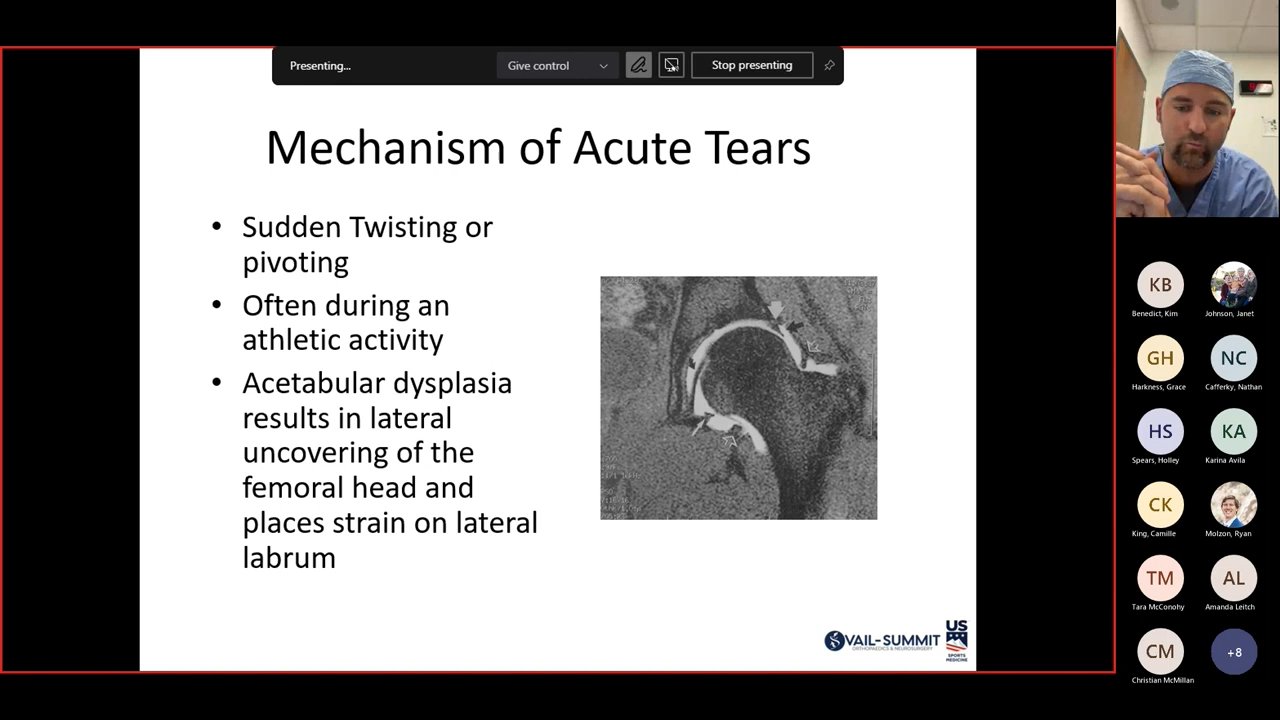 Presenting...
Give control
Stop presenting
Mechanism of Acute Tears
• Sudden Twisting or
pivoting
• Often during an
athletic activity
• Acetabular dysplasia
results in lateral
uncovering of the
femoral head and
places strain on lateral
labrum
VAIL-SUMMIT
ORTHOPAEDICS & NEUROSURGERY
US
SPORTS
MEDICINE
KB
Benedict, Kim
Johnson, Janet
GH
Harkness, Grace
NC
Cafferky, Nathan
HS
Spears, Holley
KA
Karina Avila
CK
King, Camille
Molzon, Ryan
TM
Tara McConohy
AL
Amanda Leitch
CM
Christian McMillan
+8